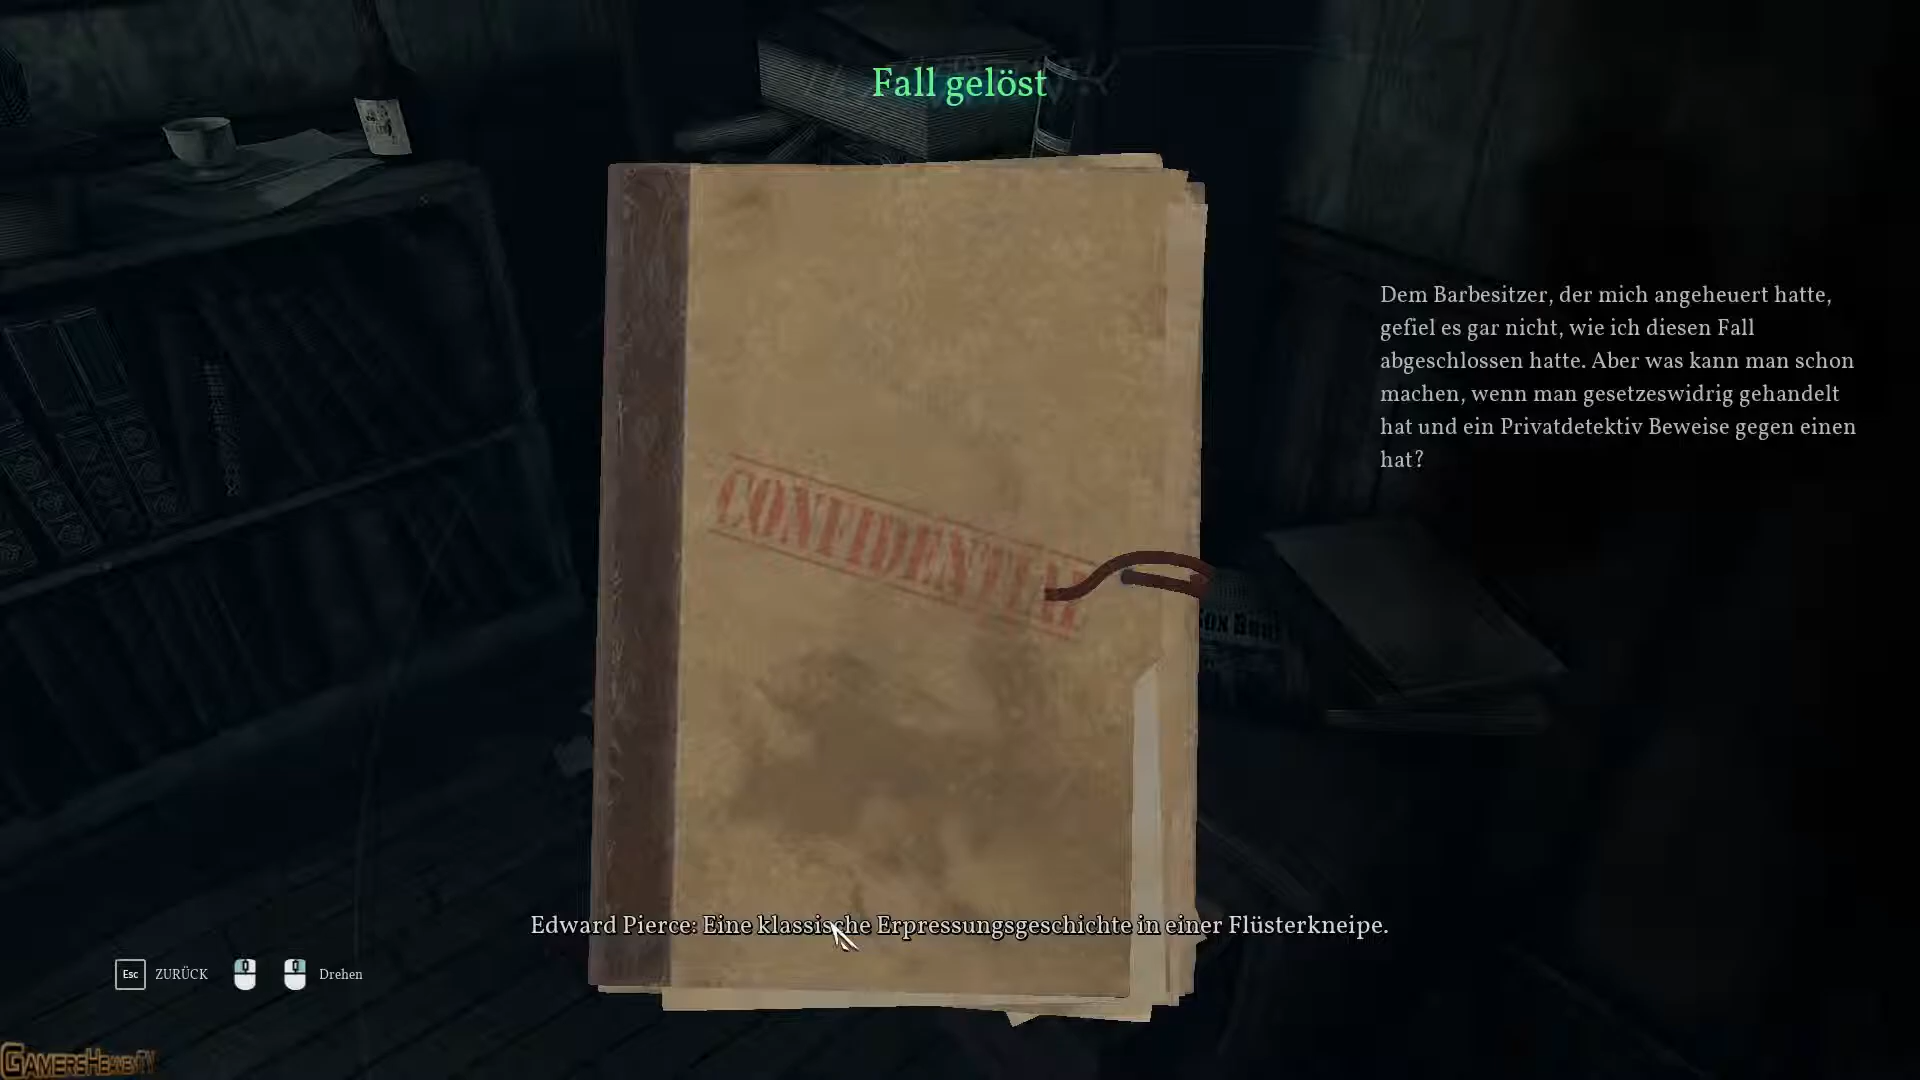 Fall gelöst
Dem Barbesitzer, der mich angeheuert hatte,
gefiel es gar nicht, wie ich diesen Fall
abgeschlossen hatte. Aber was kann man schon
machen, wenn man gesetzeswidrig gehandelt
hat und ein Privatdetektiv Beweise gegen einen
hat?
CONFIDENTIAL
Edward Pierce: Eine klassische Erpressungsgeschichte in einer Flüsterkneipe.
Esc ZURÜCK Drehen
GAMERSHEAVENTV